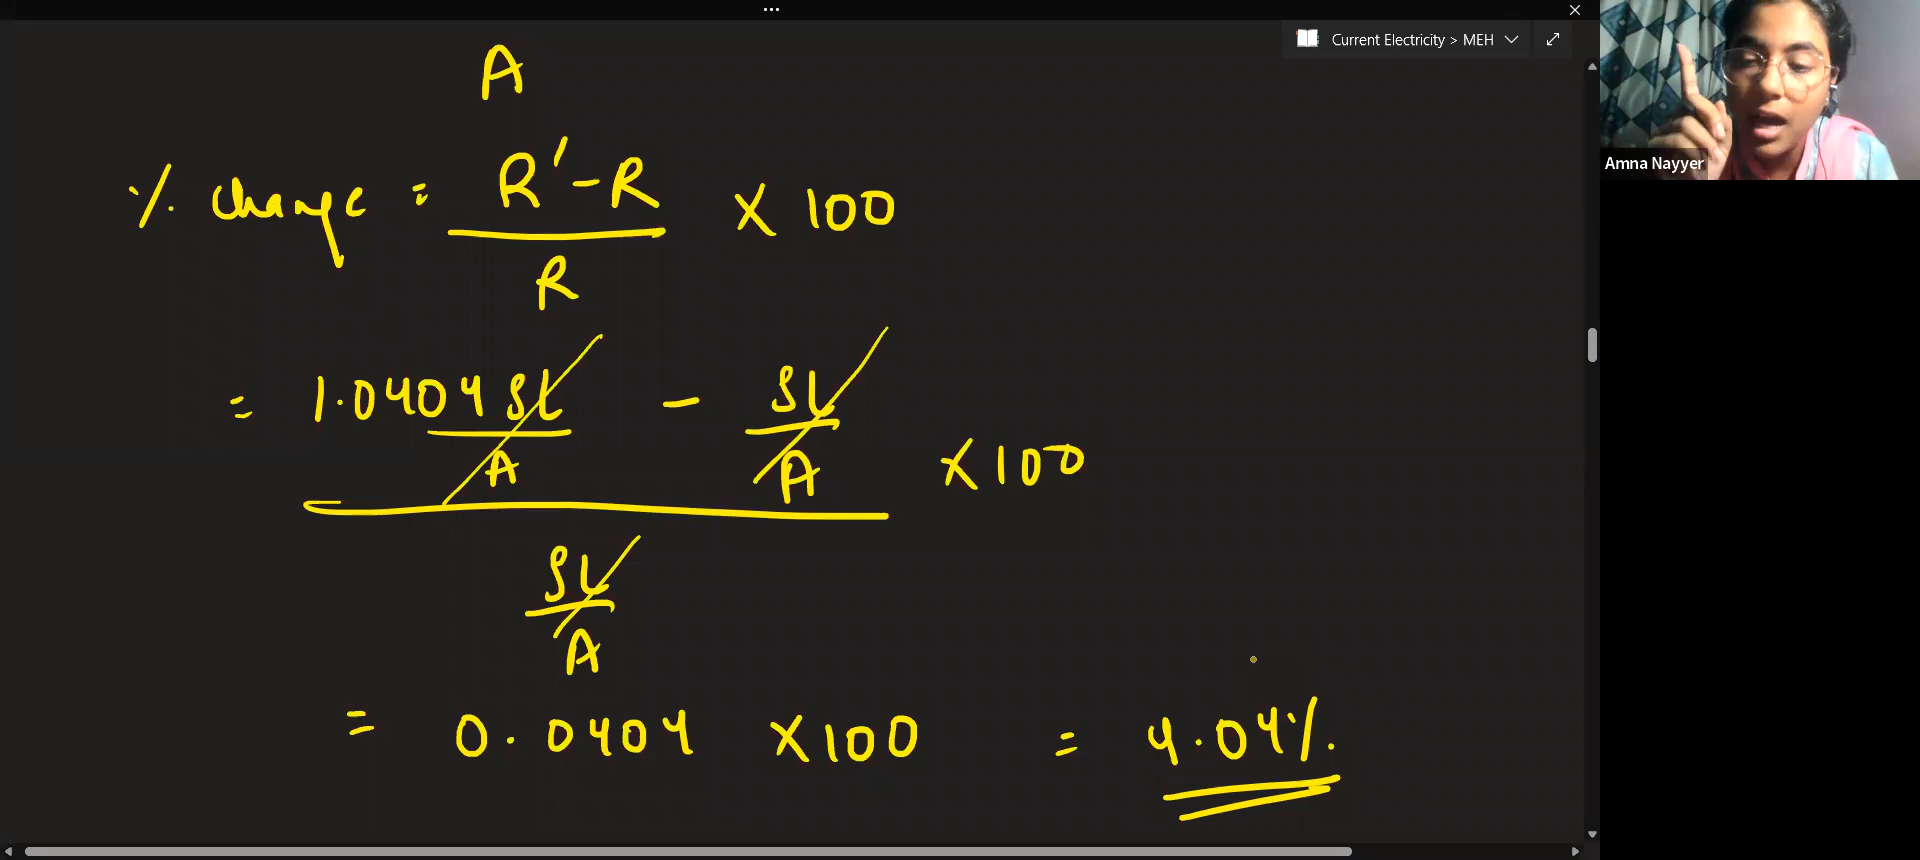 ...
Current Electricity > MEH
Amna Nayyer
A
% change = R' - R / R × 100
= 1.0404 ρL / A - ρL / A / ρL / A × 100
= 0.0404 × 100 = 4.04%